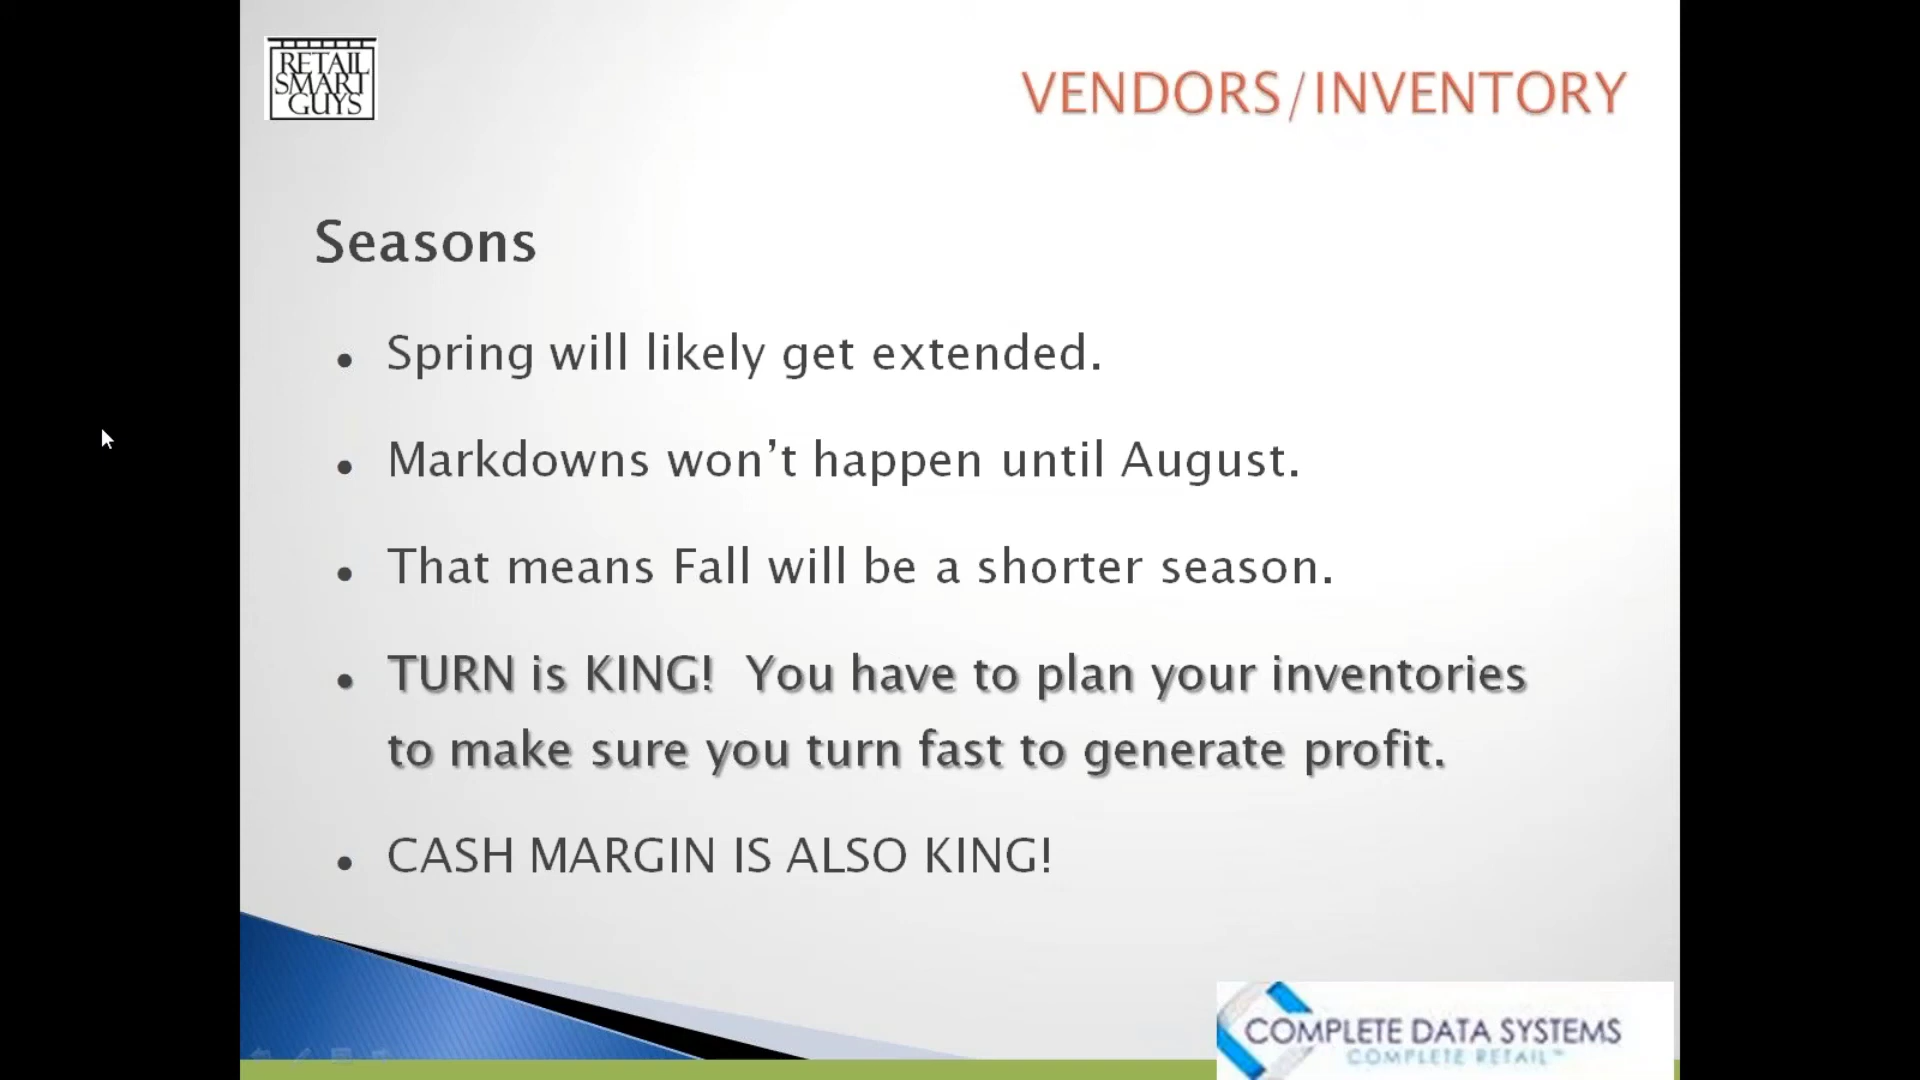 RETAIL
SMART
GUYS
VENDORS/INVENTORY
Seasons
• Spring will likely get extended.
• Markdowns won’t happen until August.
• That means Fall will be a shorter season.
• TURN is KING!  You have to plan your inventories
to make sure you turn fast to generate profit.
• CASH MARGIN IS ALSO KING!
COMPLETE DATA SYSTEMS
COMPLETE RETAIL™